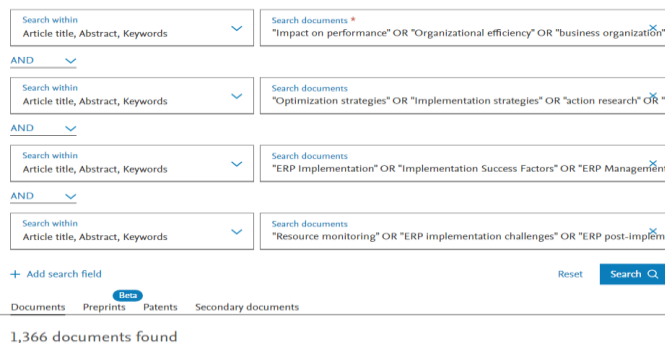 Search within
Article title, Abstract, Keywords
Search documents *
"Impact on performance" OR "Organizational efficiency" OR "business organization"
AND
Search within
Article title, Abstract, Keywords
Search documents
"Optimization strategies" OR "Implementation strategies" OR "action research" OR "
AND
Search within
Article title, Abstract, Keywords
Search documents
"ERP Implementation" OR "Implementation Success Factors" OR "ERP Management
AND
Search within
Article title, Abstract, Keywords
Search documents
"Resource monitoring" OR "ERP implementation challenges" OR "ERP post-implem
+ Add search field
Reset
Search
Beta
Documents Preprints Patents Secondary documents
1,366 documents found